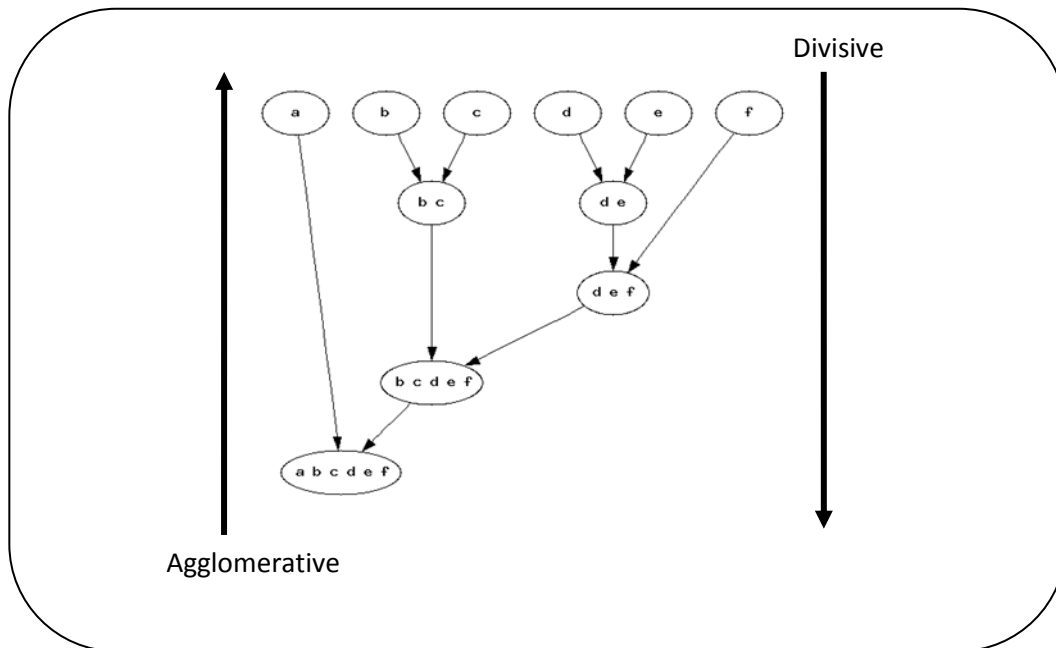 Divisive
a b c d e f
b c d e
d e f
b c d e f
a b c d e f
Agglomerative